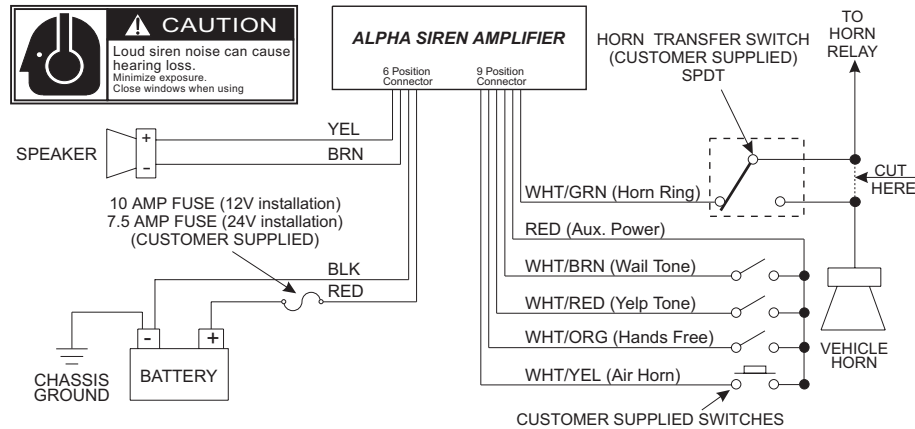 CAUTION
Loud siren noise can cause
hearing loss.
Minimize exposure.
Close windows when using
ALPHA SIREN AMPLIFIER
6 Position
Connector
9 Position
Connector
HORN TRANSFER SWITCH
(CUSTOMER SUPPLIED)
SPDT
TO
HORN
RELAY
YEL
SPEAKER
+
-
BRN
CUT
HERE
WHT/GRN (Horn Ring)
10 AMP FUSE (12V installation)
7.5 AMP FUSE (24V installation)
(CUSTOMER SUPPLIED)
RED (Aux. Power)
BLK
RED
WHT/BRN (Wail Tone)
WHT/RED (Yelp Tone)
WHT/ORG (Hands Free)
WHT/YEL (Air Horn)
VEHICLE
HORN
-
+
BATTERY
CHASSIS
GROUND
CUSTOMER SUPPLIED SWITCHES